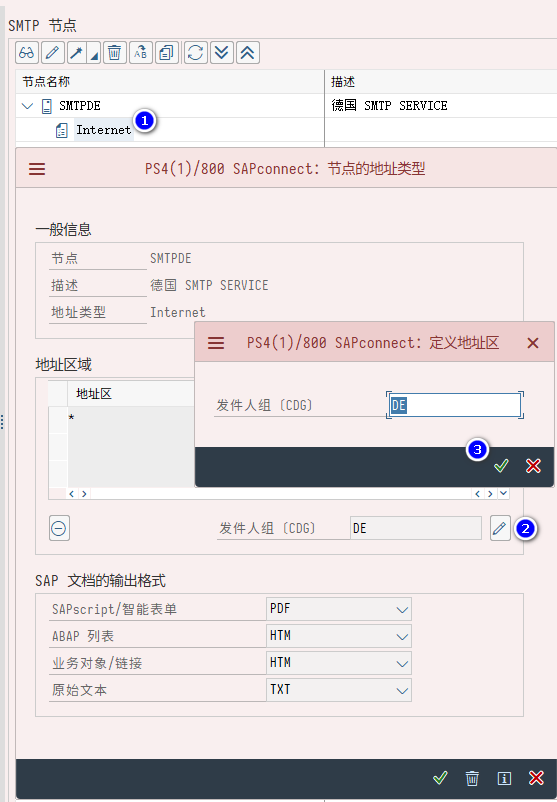 SMTP 节点
节点名称 描述
SMTPDE 德国 SMTP SERVICE
Internet 1
PS4(1)/800 SAPconnect: 节点的地址类型
一般信息
节点 SMTPDE
描述 德国 SMTP SERVICE
地址类型 Internet
PS4(1)/800 SAPconnect: 定义地址区
地址区域
地址区
发件人组 (CDG) DE
*
3
发件人组 (CDG) DE 2
SAP 文档的输出格式
SAPscript/智能表单 PDF
ABAP 列表 HTM
业务对象/链接 HTM
原始文本 TXT